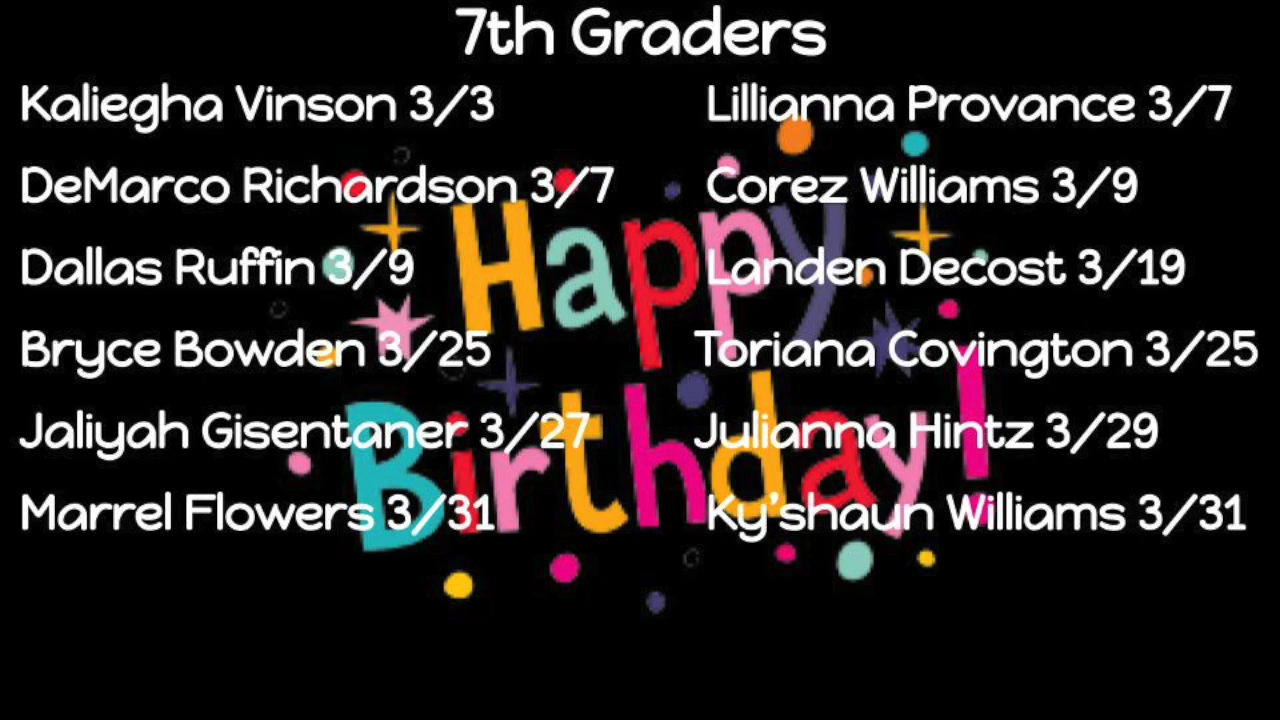 7th Graders
Kaliegha Vinson 3/3
Lillianna Provance 3/7
DeMarco Richardson 3/7
Corez Williams 3/9
Dallas Ruffin 3/9
Landen Decost 3/19
Bryce Bowden 3/25
Toriana Covington 3/25
Jaliyah Gisentaner 3/27
Julianna Hintz 3/29
Marrel Flowers 3/31
Ky'shaun Williams 3/31
Happy
Birthday!